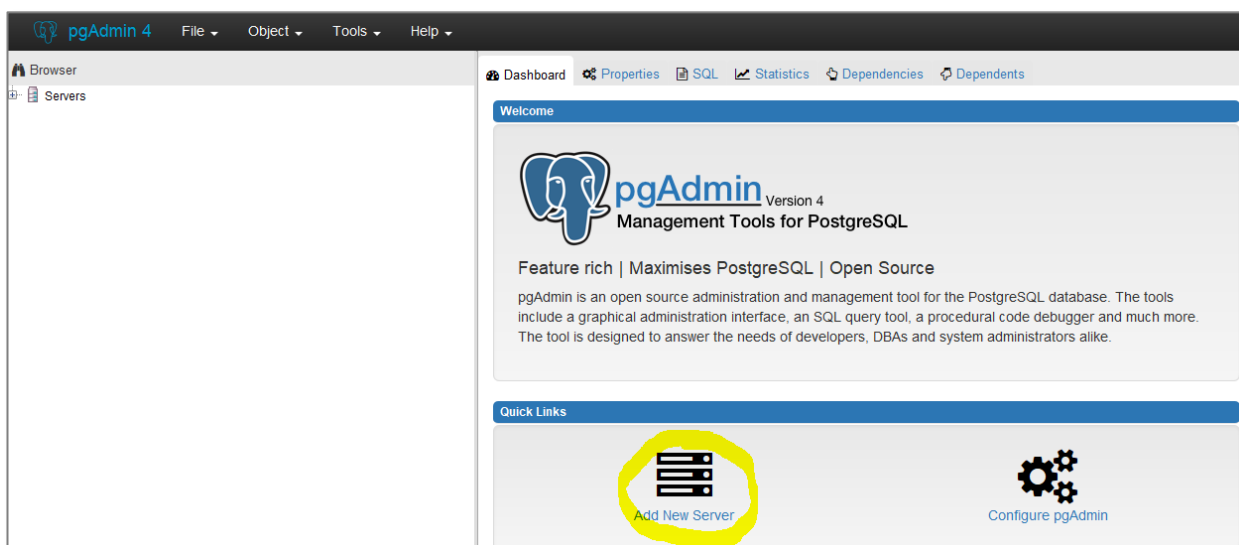 pgAdmin 4 File Object Tools Help
Browser
Servers
Dashboard Properties SQL Statistics Dependencies Dependents
Welcome
pgAdmin Version 4
Management Tools for PostgreSQL
Feature rich | Maximises PostgreSQL | Open Source
pgAdmin is an open source administration and management tool for the PostgreSQL database. The tools
include a graphical administration interface, an SQL query tool, a procedural code debugger and much more.
The tool is designed to answer the needs of developers, DBAs and system administrators alike.
Quick Links
Add New Server Configure pgAdmin